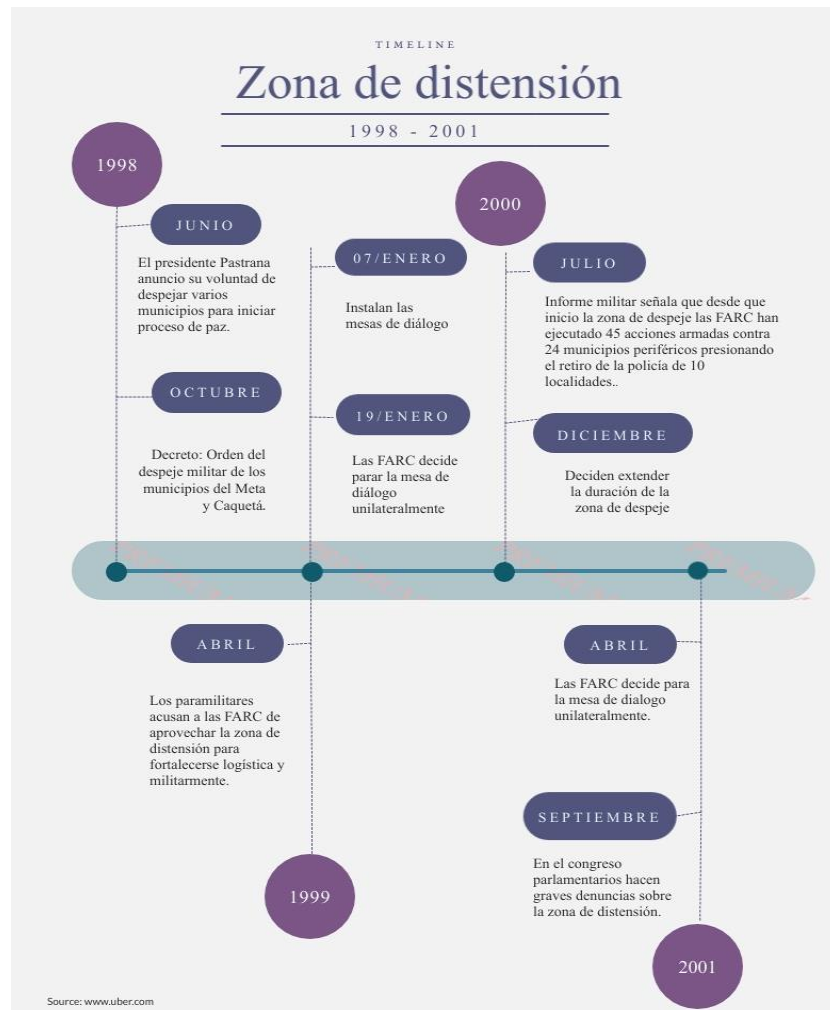 TIMELINE
Zona de distensión
1998 - 2001
1998
JUNIO
El presidente Pastrana
anuncio su voluntad de
despejar varios
municipios para iniciar
proceso de paz.
OCTUBRE
Decreto: Orden del
despeje militar de los
municipios del Meta
y Caquetá.
07/ENERO
Instalan las
mesas de diálogo
19/ENERO
Las FARC decide
parar la mesa de
diálogo
unilateralmente
2000
JULIO
Informe militar señala que desde que
inicio la zona de despeje las FARC han
ejecutado 45 acciones armadas contra
24 municipios periféricos presionando
el retiro de la policía de 10
localidades..
DICIEMBRE
Deciden extender
la duración de la
zona de despeje
ABRIL
Los paramilitares
acusan a las FARC de
aprovechar la zona de
distensión para
fortalecerse logística y
militarmente.
1999
ABRIL
Las FARC decide para
la mesa de dialogo
unilateralmente.
SEPTIEMBRE
En el congreso
parlamentarios hacen
graves denuncias sobre
la zona de distensión.
2001
Source: www.uber.com